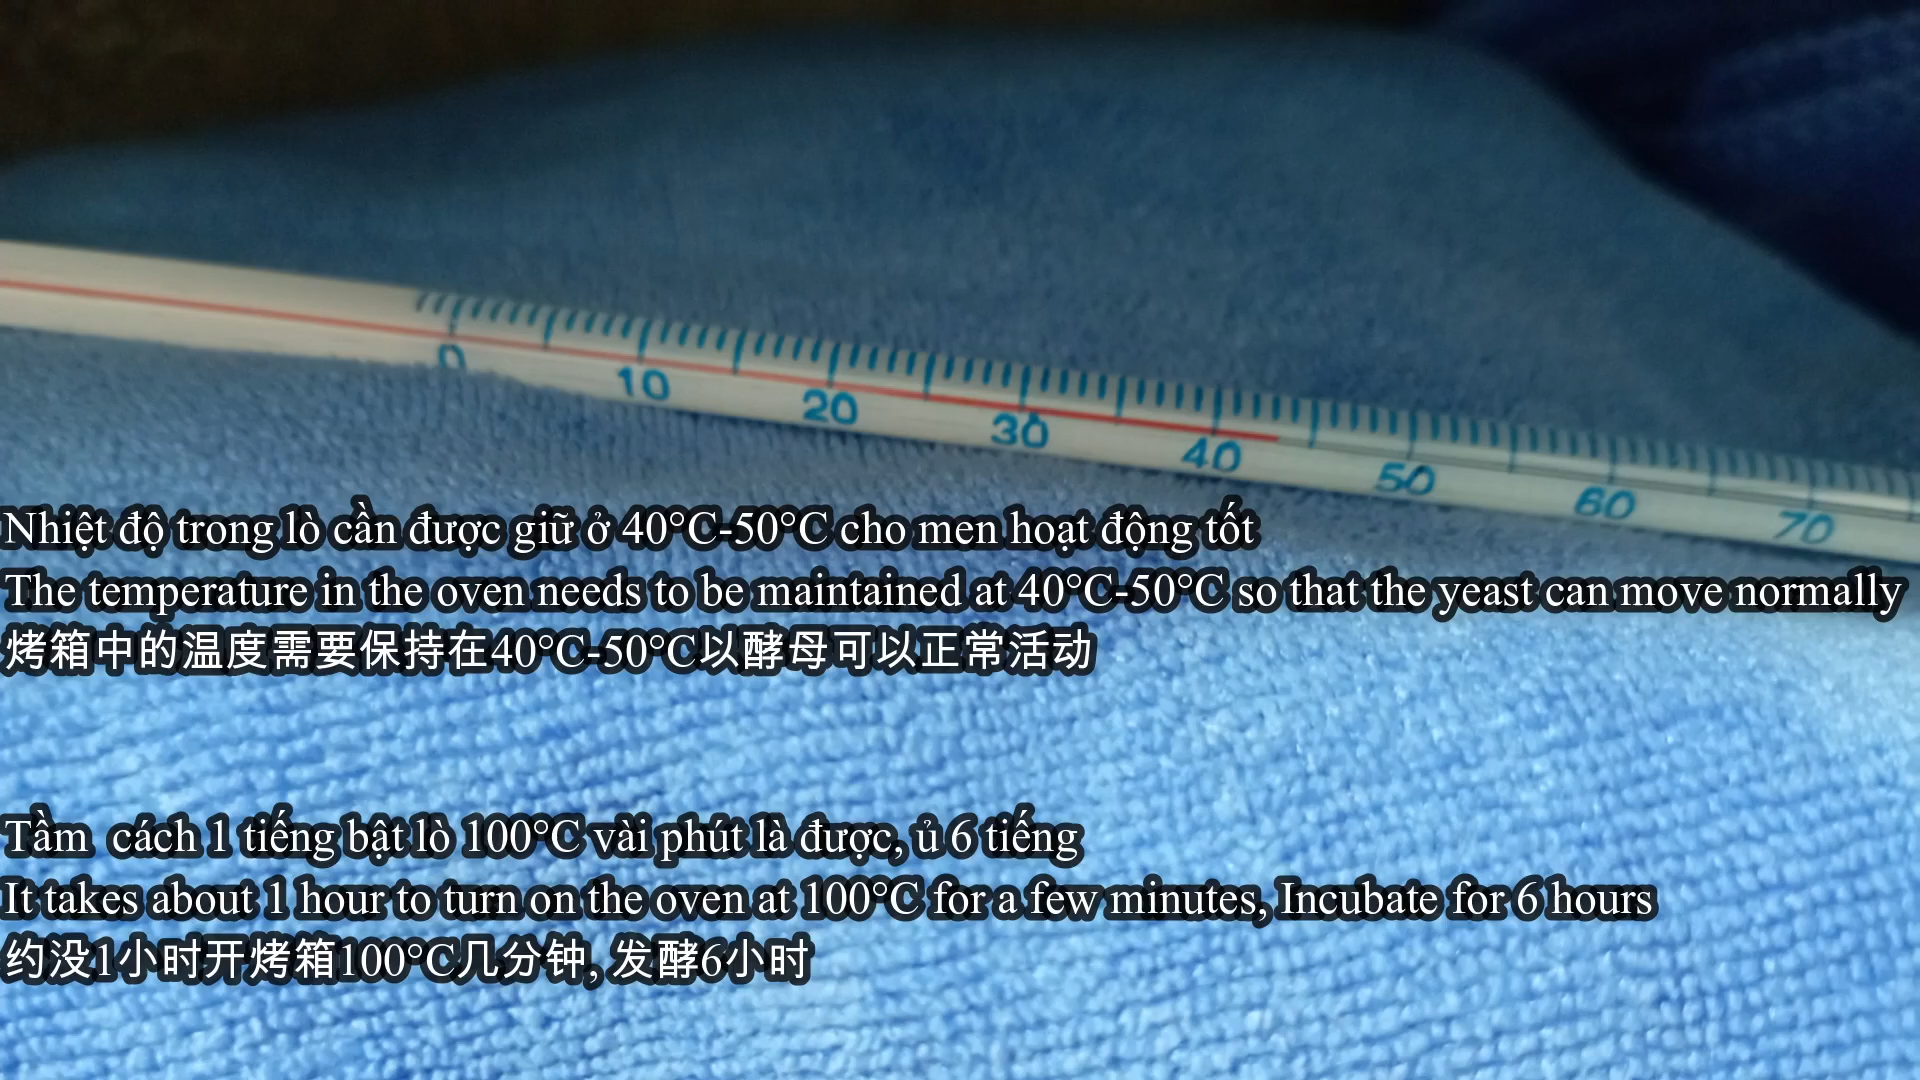 0 10 20 30 40 50 60 70
Nhiệt độ trong lò cần được giữ ở 40°C-50°C cho men hoạt động tốt
The temperature in the oven needs to be maintained at 40°C-50°C so that the yeast can move normally
烤箱中的温度需要保持在40°C-50°C以酵母可以正常活动
Tầm cách 1 tiếng bật lò 100°C vài phút là được, ủ 6 tiếng
It takes about 1 hour to turn on the oven at 100°C for a few minutes, Incubate for 6 hours
约没1小时开烤箱100°C几分钟, 发酵6小时